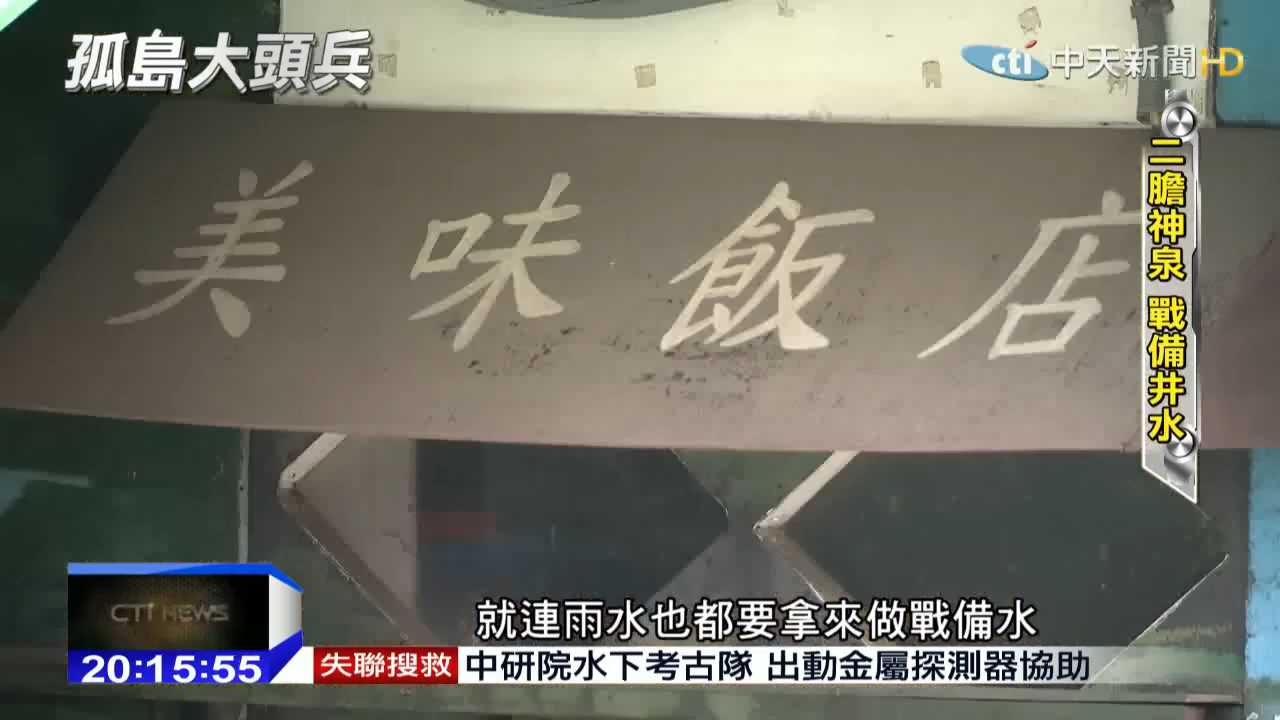 孤島大頭兵
cti 中天新聞HD
美味飯店
二膽神泉 戰備井水
就連雨水也都要拿來做戰備水
CTi NEWS
20:15:55
失聯搜救 中研院水下考古隊 出動金屬探測器協助